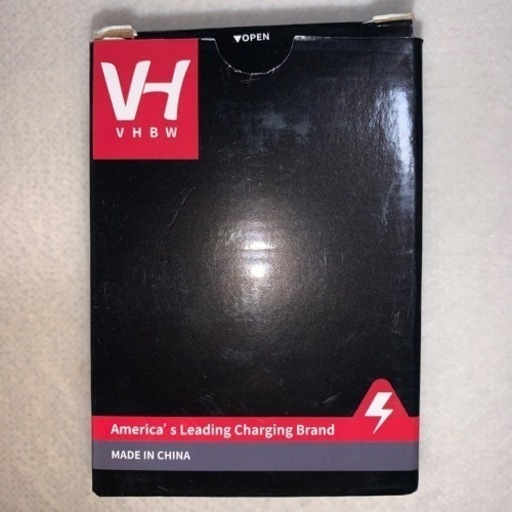 ▼OPEN
VH
VHBW
America's Leading Charging Brand
MADE IN CHINA